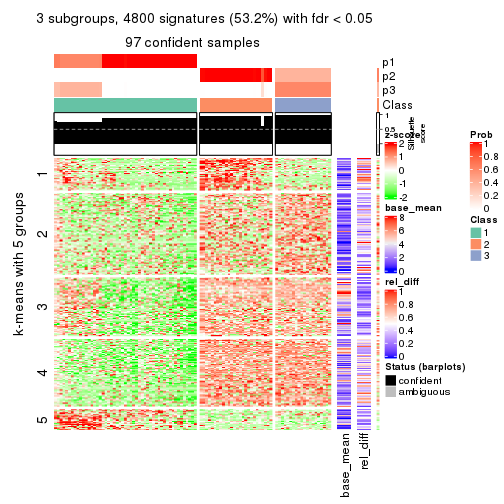 3 subgroups, 4800 signatures (53.2%) with fdr < 0.05
97 confident samples
p1
p2
p3
Class
1
0.5
0
Silhouette
score
k-means with 5 groups
1
2
3
4
5
base_mean
rel_diff
z-score
2
1
0
-1
-2
base_mean
8
6
4
2
0
rel_diff
1
0.8
0.6
0.4
0.2
0
Status (barplots)
confident
ambiguous
Prob
1
0.8
0.6
0.4
0.2
0
Class
1
2
3